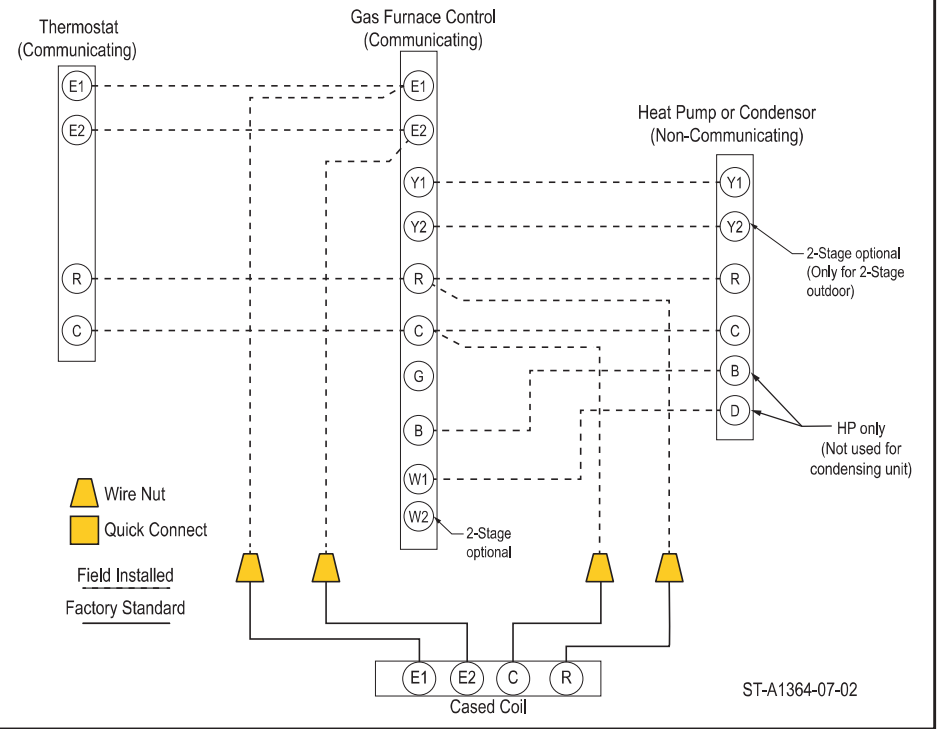 Thermostat
(Communicating)
Gas Furnace Control
(Communicating)
Heat Pump or Condensor
(Non-Communicating)
E1
E2
R
C
E1
E2
Y1
Y2
R
C
G
B
W1
W2
2-Stage
optional
Y1
Y2
R
C
B
D
2-Stage optional
(Only for 2-Stage
outdoor)
HP only
(Not used for
condensing unit)
Wire Nut
Quick Connect
Field Installed
Factory Standard
E1
E2
C
R
Cased Coil
ST-A1364-07-02